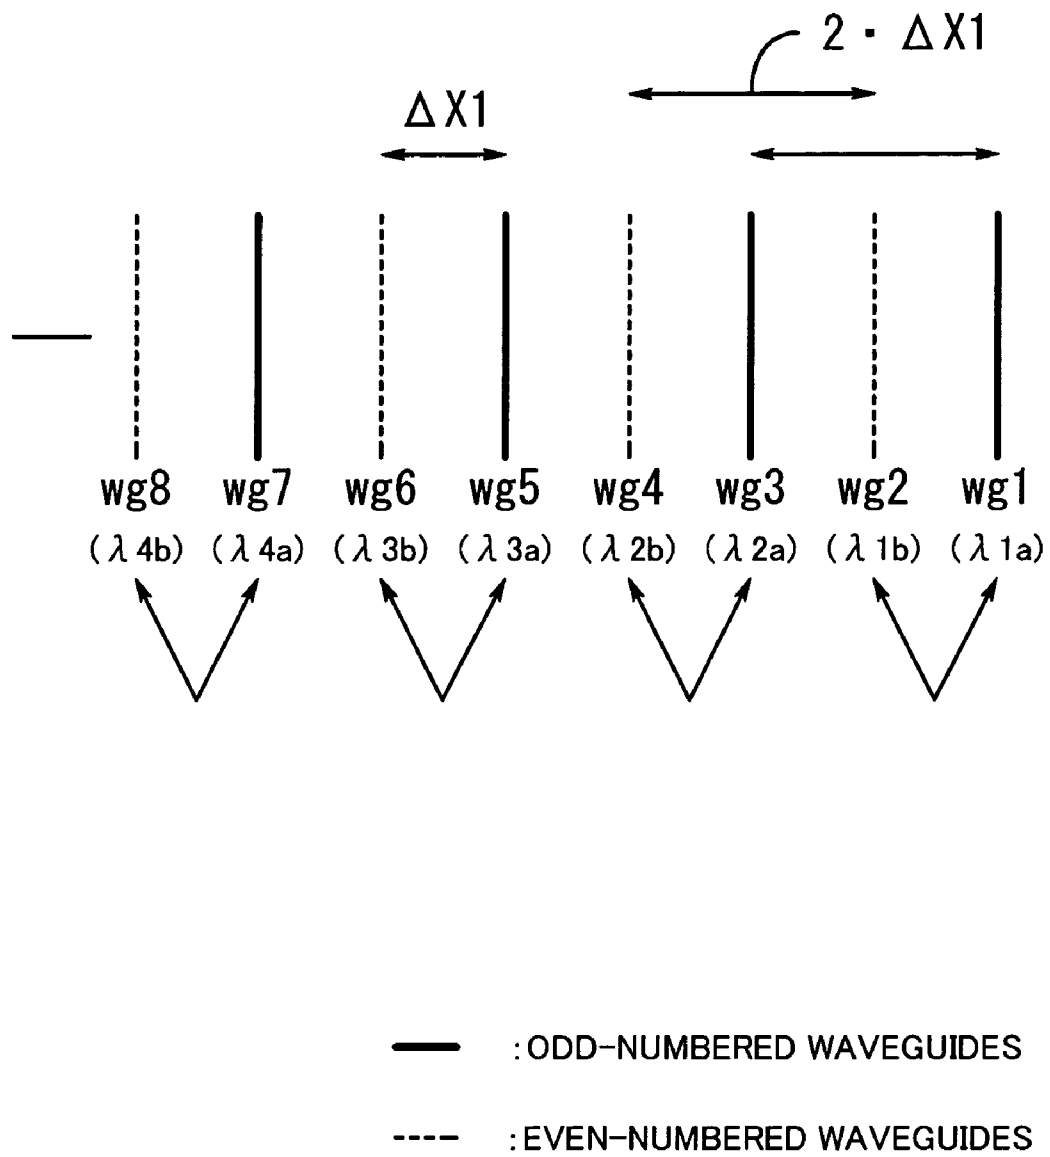 2・ΔX1
ΔX1
wg8 wg7 wg6 wg5 wg4 wg3 wg2 wg1
(λ4b) (λ4a) (λ3b) (λ3a) (λ2b) (λ2a) (λ1b) (λ1a)
:ODD-NUMBERED WAVEGUIDES
:EVEN-NUMBERED WAVEGUIDES